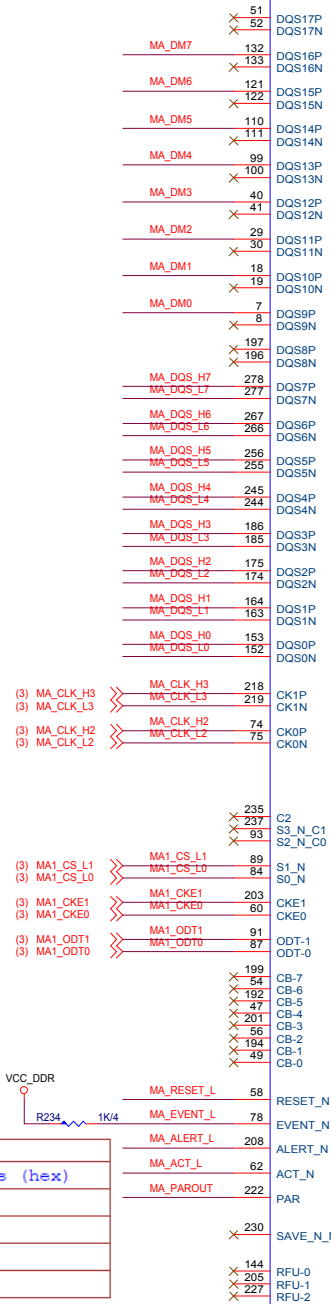 51 DQS17P
52 DQS17N
MA_DM7 132 DQS16P
133 DQS16N
MA_DM6 121 DQS15P
122 DQS15N
MA_DM5 110 DQS14P
111 DQS14N
MA_DM4 99 DQS13P
100 DQS13N
MA_DM3 40 DQS12P
41 DQS12N
MA_DM2 29 DQS11P
30 DQS11N
MA_DM1 18 DQS10P
19 DQS10N
MA_DM0 7 DQS9P
8 DQS9N
197 DQS8P
196 DQS8N
MA_DQS_H7 278 DQS7P
MA_DQS_L7 277 DQS7N
MA_DQS_H6 267 DQS6P
MA_DQS_L6 266 DQS6N
MA_DQS_H5 256 DQS5P
MA_DQS_L5 255 DQS5N
MA_DQS_H4 245 DQS4P
MA_DQS_L4 244 DQS4N
MA_DQS_H3 186 DQS3P
MA_DQS_L3 185 DQS3N
MA_DQS_H2 175 DQS2P
MA_DQS_L2 174 DQS2N
MA_DQS_H1 164 DQS1P
MA_DQS_L1 163 DQS1N
MA_DQS_H0 153 DQS0P
MA_DQS_L0 152 DQS0N
(3) MA_CLK_H3 MA_CLK_H3 218 CK1P
(3) MA_CLK_L3 MA_CLK_L3 219 CK1N
(3) MA_CLK_H2 MA_CLK_H2 74 CK0P
(3) MA_CLK_L2 MA_CLK_L2 75 CK0N
235 C2
237 S3_N_C1
93 S2_N_C0
(3) MA1_CS_L1 MA1_CS_L1 89 S1_N
(3) MA1_CS_L0 MA1_CS_L0 84 S0_N
(3) MA1_CKE1 MA1_CKE1 203 CKE1
(3) MA1_CKE0 MA1_CKE0 60 CKE0
(3) MA1_ODT1 MA1_ODT1 91 ODT-1
(3) MA1_ODT0 MA1_ODT0 87 ODT-0
199 CB-7
54 CB-6
192 CB-5
47 CB-4
201 CB-3
56 CB-2
194 CB-1
49 CB-0
VCC_DDR
MA_RESET_L 58 RESET_N
R234 1K/4 MA_EVENT_L 78 EVENT_N
MA_ALERT_L 208 ALERT_N
s (hex)
MA_ACT_L 62 ACT_N
MA_PAROUT 222 PAR
230 SAVE_N_N
144 RFU-0
205 RFU-1
227 RFU-2